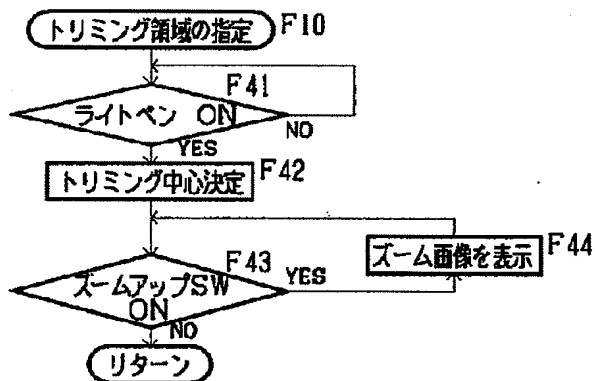 トリミング領域の指定 F10
F41
ライトペン ON
NO
YES
トリミング中心決定 F42
F43
ズームアップSW
ON
YES
ズーム画像を表示 F44
NO
リターン